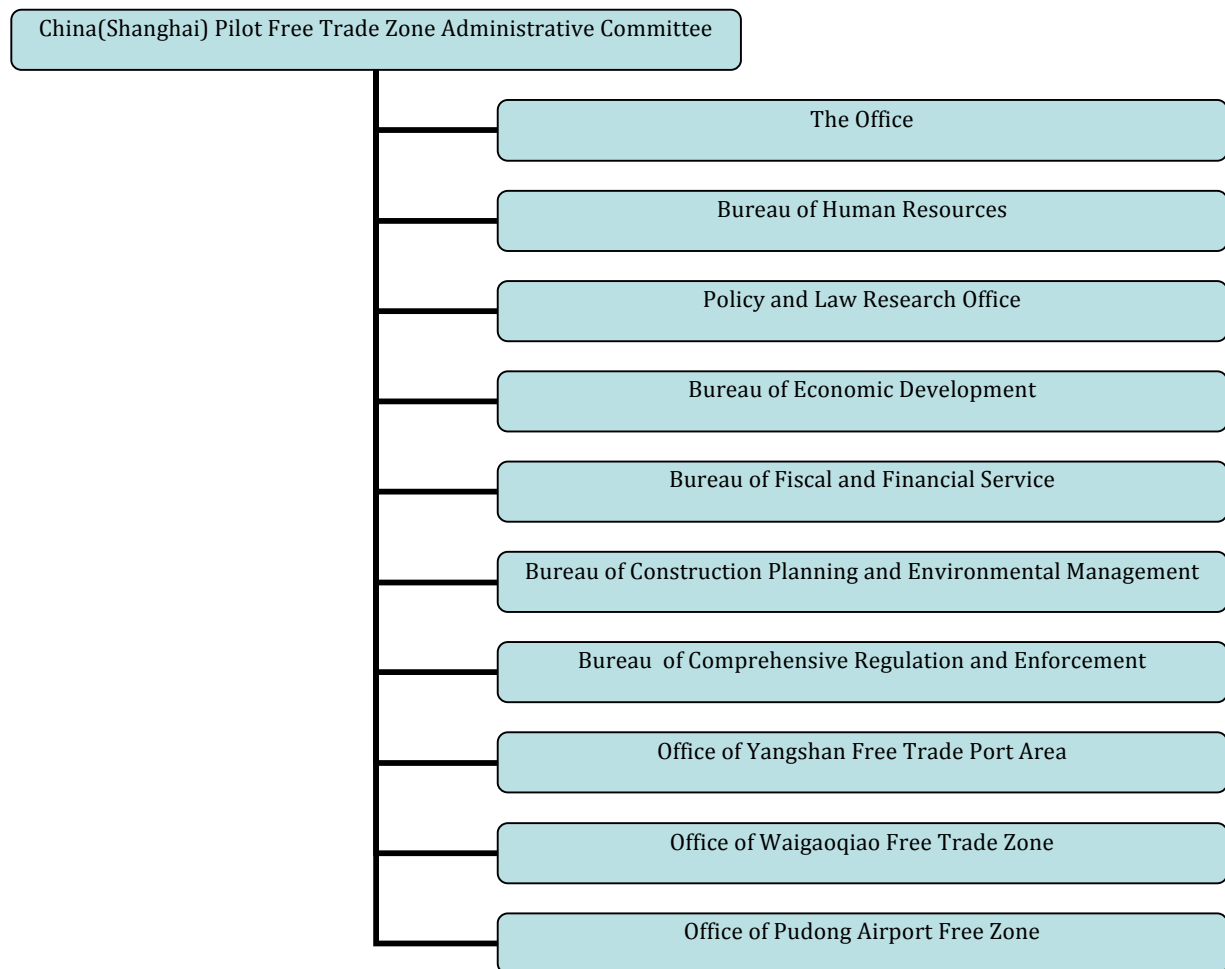 China(Shanghai) Pilot Free Trade Zone Administrative Committee
The Office
Bureau of Human Resources
Policy and Law Research Office
Bureau of Economic Development
Bureau of Fiscal and Financial Service
Bureau of Construction Planning and Environmental Management
Bureau  of Comprehensive Regulation and Enforcement
Office of Yangshan Free Trade Port Area
Office of Waigaoqiao Free Trade Zone
Office of Pudong Airport Free Zone